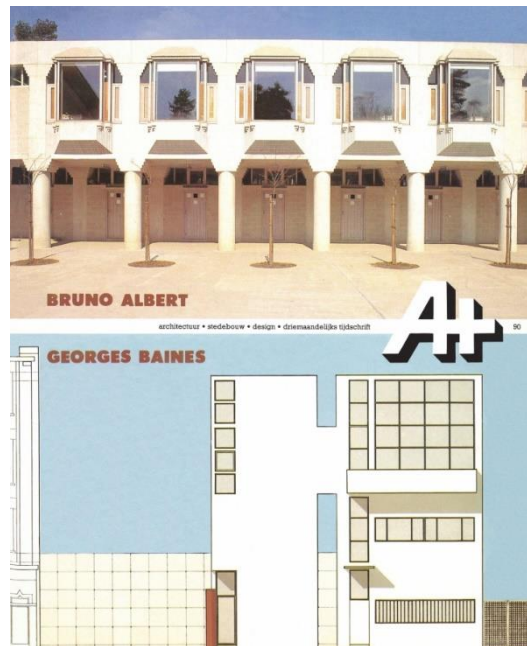 BRUNO ALBERT
architectuur • stedebouw • design • driemaandelijks tijdschrift
A+
90
GEORGES BAINES